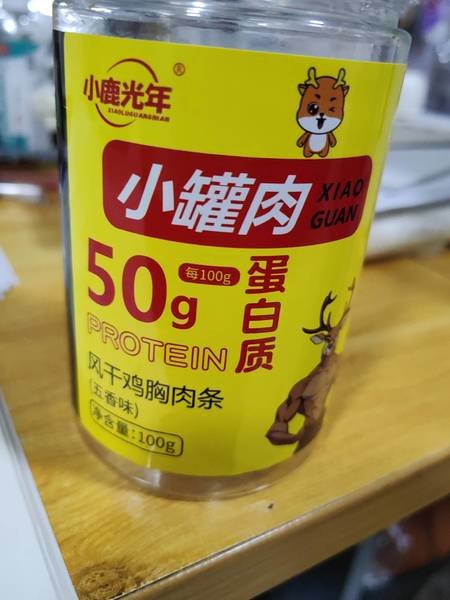 小鹿光年®
XIAOLUGUANGNIAN
小罐肉
XIAO
GUAN
50g
每100g
蛋白质
PROTEIN
风干鸡胸肉条
(五香味)
净含量:100g